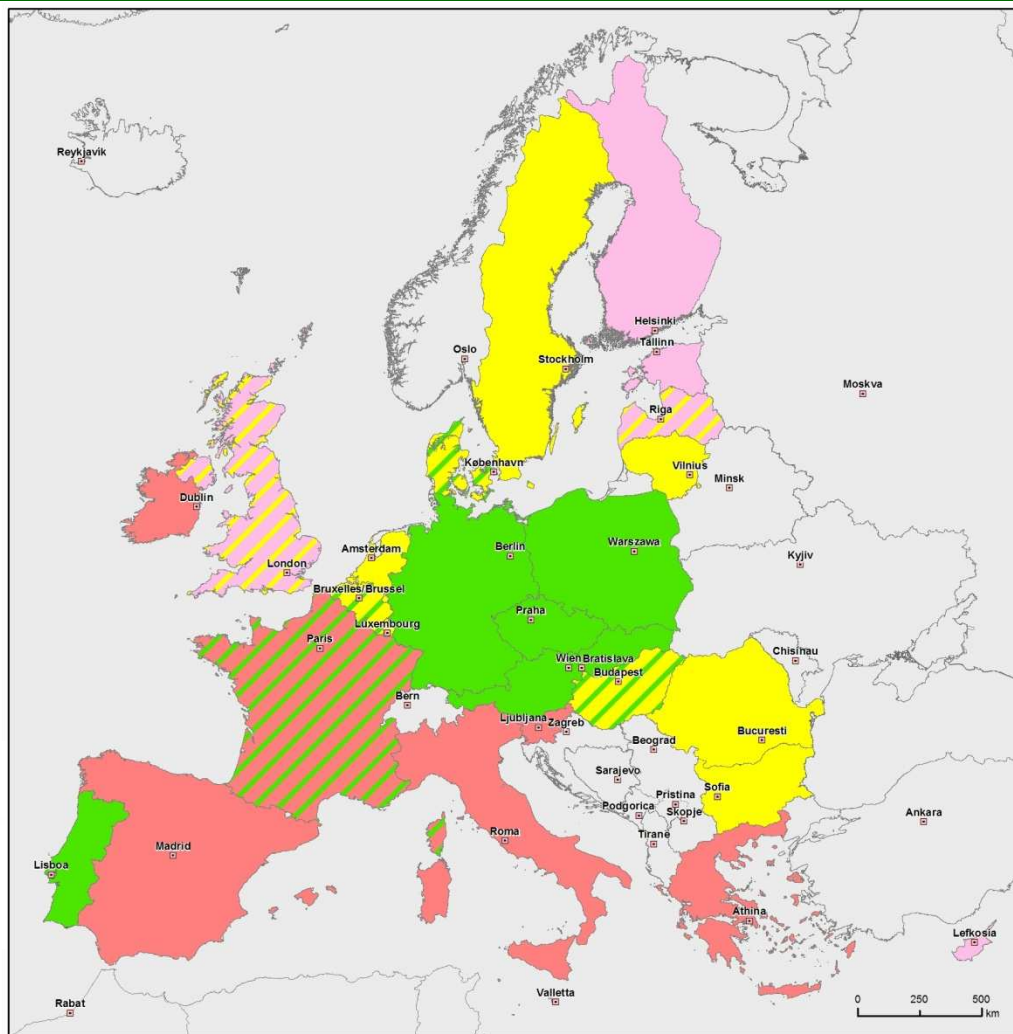 Reykjavik
Helsinki
Tallinn
Oslo
Stockholm
Moskva
Riga
København
Vilnius
Minsk
Dublin
Amsterdam
Berlin
Warszawa
London
Kyjiv
Bruxelles/Brussel
Praha
Luxembourg
Paris
Wien
Bratislava
Chisinau
Budapest
Bern
Ljubljana
Zagreb
Bucuresti
Beograd
Sarajevo
Sofia
Pristina
Podgorica
Skopje
Ankara
Roma
Tirane
Madrid
Lisboa
Athina
Lefkosia
Valletta
Rabat
0 250 500
km